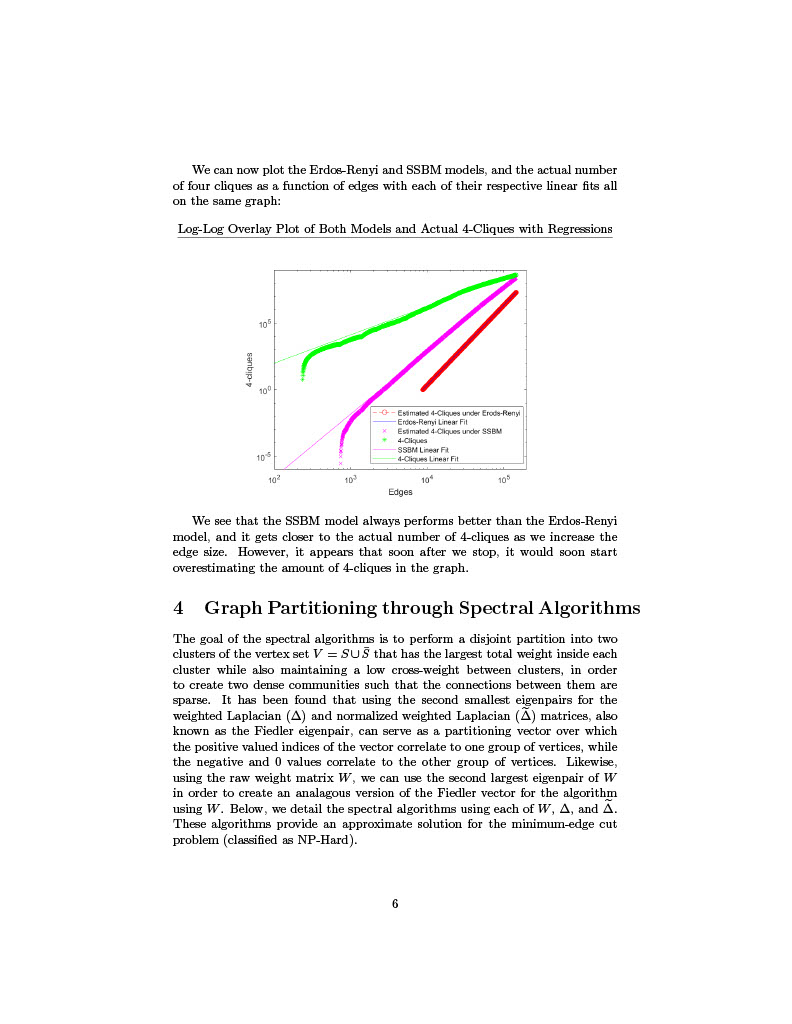 We can now plot the Erdos-Renyi and SSBM models, and the actual number
of four cliques as a function of edges with each of their respective linear fits all
on the same graph:
Log-Log Overlay Plot of Both Models and Actual 4-Cliques with Regressions
4-cliques
10^5
10^0
10^-5
Estimated 4-Cliques under Erods-Renyi
Erdos-Renyi Linear Fit
Estimated 4-Cliques under SSBM
4-Cliques
SSBM Linear Fit
4-Cliques Linear Fit
10^2 10^3 10^4 10^5
Edges
We see that the SSBM model always performs better than the Erdos-Renyi
model, and it gets closer to the actual number of 4-cliques as we increase the
edge size. However, it appears that soon after we stop, it would soon start
overestimating the amount of 4-cliques in the graph.
4 Graph Partitioning through Spectral Algorithms
The goal of the spectral algorithms is to perform a disjoint partition into two
clusters of the vertex set V = S ∪ S̄ that has the largest total weight inside each
cluster while also maintaining a low cross-weight between clusters, in order
to create two dense communities such that the connections between them are
sparse. It has been found that using the second smallest eigenpairs for the
weighted Laplacian (Δ) and normalized weighted Laplacian (Δ̃) matrices, also
known as the Fiedler eigenpair, can serve as a partitioning vector over which
the positive valued indices of the vector correlate to one group of vertices, while
the negative and 0 values correlate to the other group of vertices. Likewise,
using the raw weight matrix W, we can use the second largest eigenpair of W
in order to create an analagous version of the Fiedler vector for the algorithm
using W. Below, we detail the spectral algorithms using each of W, Δ, and Δ̃.
These algorithms provide an approximate solution for the minimum-edge cut
problem (classified as NP-Hard).
6